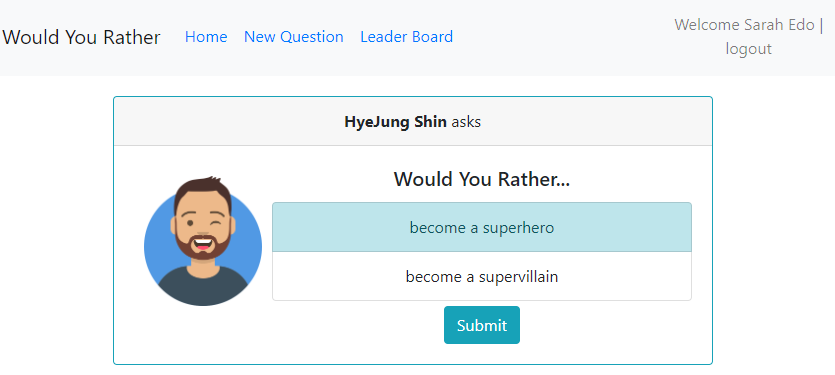 Would You Rather Home New Question Leader Board Welcome Sarah Edo |
logout
HyeJung Shin asks
Would You Rather...
become a superhero
become a supervillain
Submit